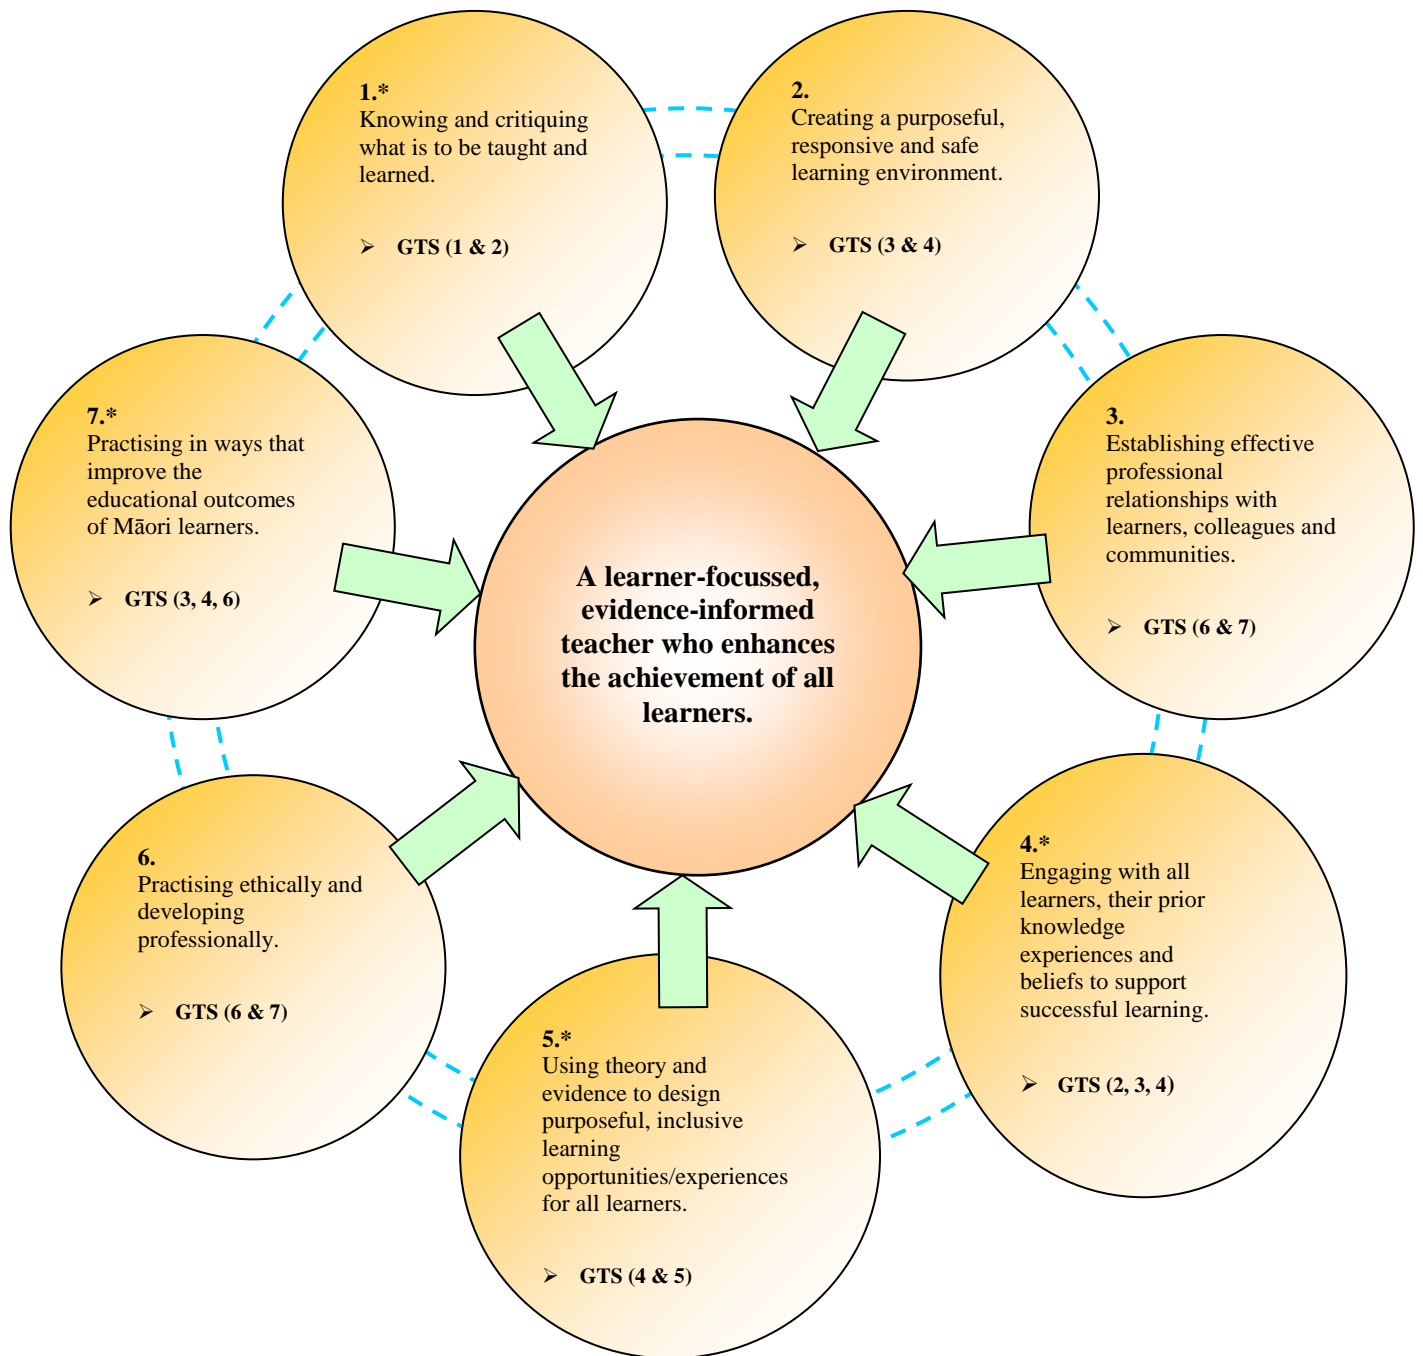 1.*
Knowing and critiquing
what is to be taught and
learned.
➢ GTS (1 & 2)
2.
Creating a purposeful,
responsive and safe
learning environment.
➢ GTS (3 & 4)
3.
Establishing effective
professional
relationships with
learners, colleagues and
communities.
➢ GTS (6 & 7)
4.*
Engaging with all
learners, their prior
knowledge
experiences and
beliefs to support
successful learning.
➢ GTS (2, 3, 4)
5.*
Using theory and
evidence to design
purposeful, inclusive
learning
opportunities/experiences
for all learners.
➢ GTS (4 & 5)
6.
Practising ethically and
developing
professionally.
➢ GTS (6 & 7)
7.*
Practising in ways that
improve the
educational outcomes
of Māori learners.
➢ GTS (3, 4, 6)
A learner-focussed,
evidence-informed
teacher who enhances
the achievement of all
learners.